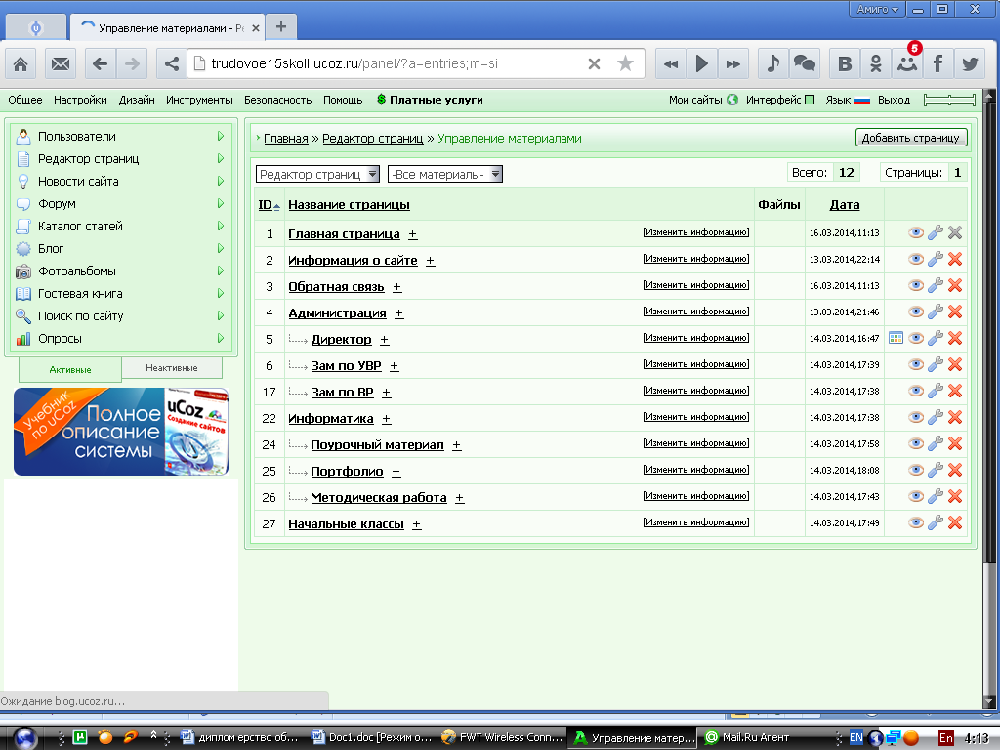 Амиго
Управление материалами - Ре
trudovoe15skoll.ucoz.ru/panel/?a=entries;m=si
5
Общее Настройки Дизайн Инструменты Безопасность Помощь Платные услуги Мои сайты Интерфейс Язык Выход
Пользователи
Редактор страниц
Новости сайта
Форум
Каталог статей
Блог
Фотоальбомы
Гостевая книга
Поиск по сайту
Опросы
Активные Неактивные
Учебник по uCoz
Полное описание системы
uCoz
Создание сайтов
Главная » Редактор страниц » Управление материалами Добавить страницу
Редактор страниц -Все материалы- Всего: 12 Страницы: 1
ID Название страницы Файлы Дата
1 Главная страница + [Изменить информацию] 16.03.2014,11:13
2 Информация о сайте + [Изменить информацию] 13.03.2014,22:14
3 Обратная связь + [Изменить информацию] 16.03.2014,11:13
4 Администрация + [Изменить информацию] 13.03.2014,21:46
5 Директор + [Изменить информацию] 14.03.2014,16:47
6 Зам по УВР + [Изменить информацию] 14.03.2014,17:39
17 Зам по ВР + [Изменить информацию] 14.03.2014,17:38
22 Информатика + [Изменить информацию] 14.03.2014,17:38
24 Поурочный материал + [Изменить информацию] 14.03.2014,17:58
25 Портфолио + [Изменить информацию] 14.03.2014,18:08
26 Методическая работа + [Изменить информацию] 14.03.2014,17:43
27 Начальные классы + [Изменить информацию] 14.03.2014,17:49
Ожидание blog.ucoz.ru...
диплом ерство об... Doc1.doc [Режим о... FWT Wireless Conn... Управление матер... Mail.Ru Агент EN En 4:13